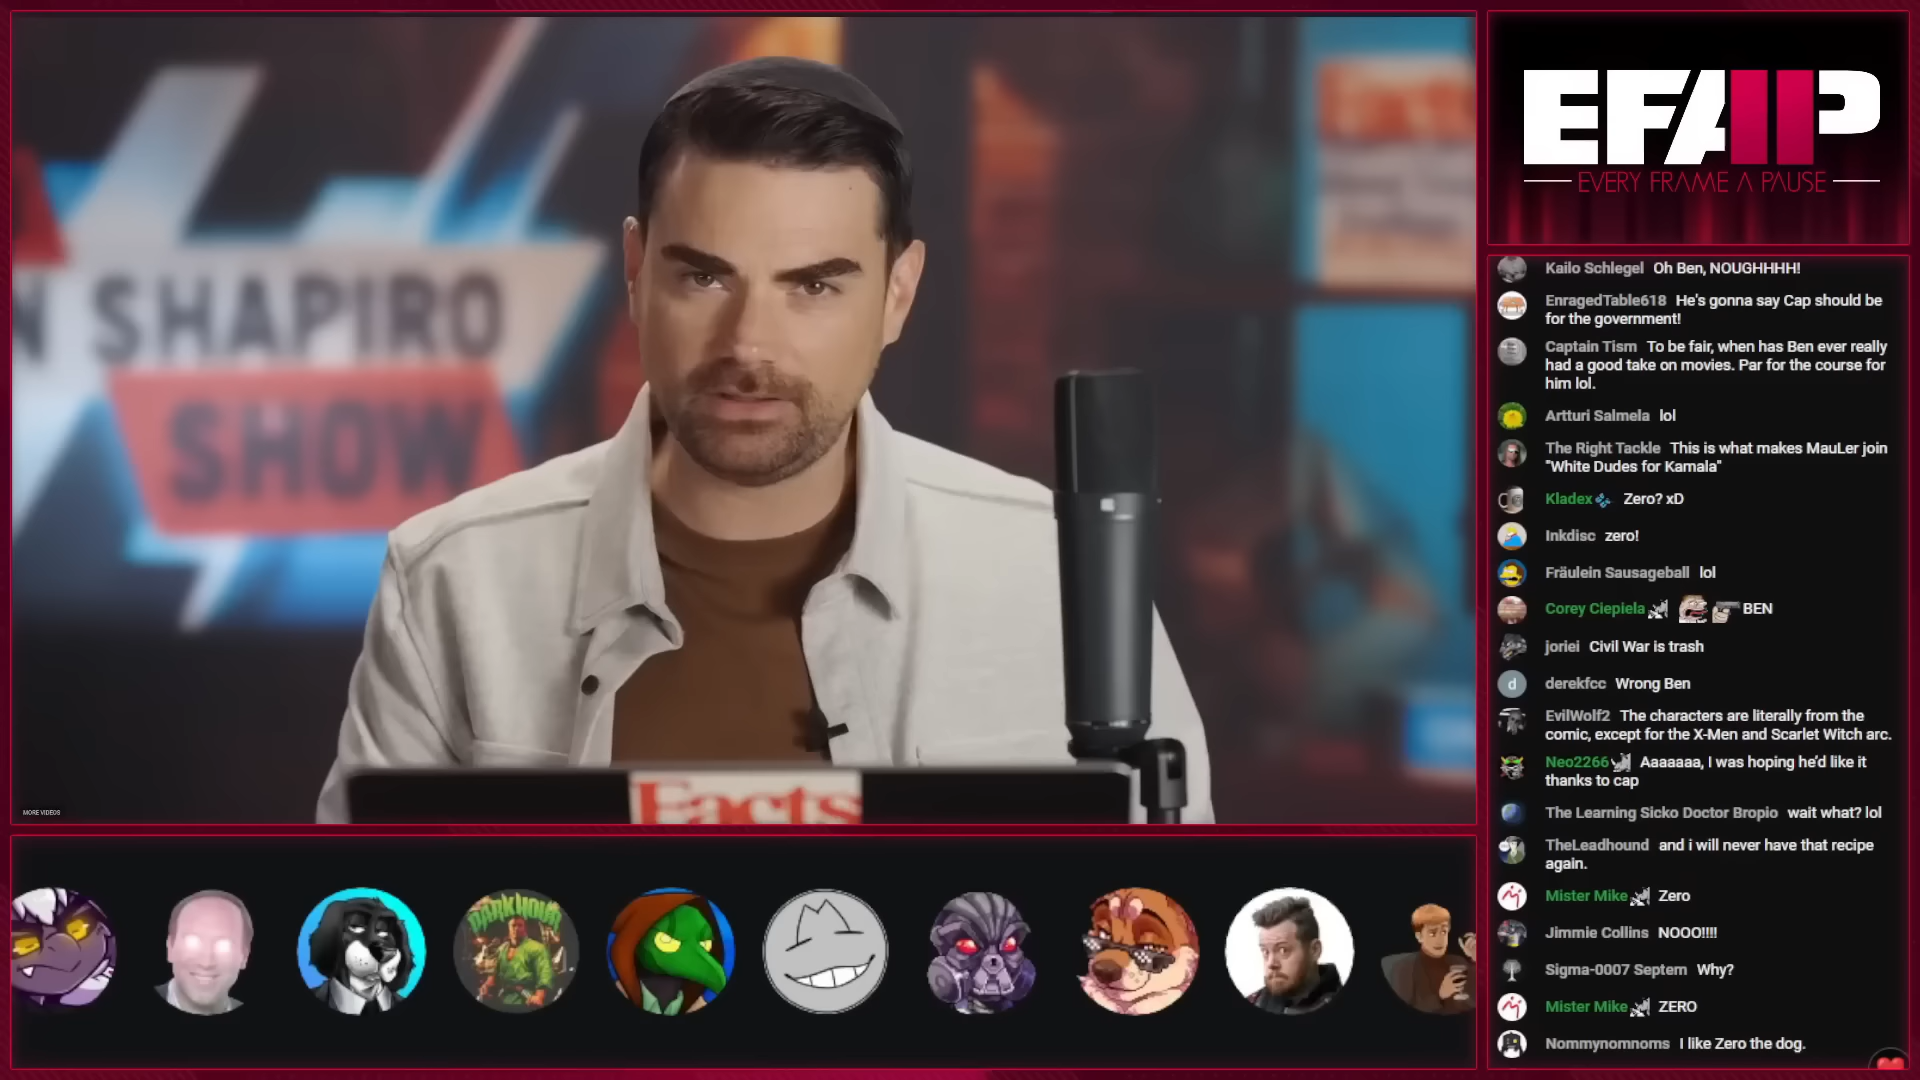 N SHAPIRO
SHOW
Facts
MORE VIDEOS
DARK HOUR
EFAP
EVERY FRAME A PAUSE
Kailo Schlegel Oh Ben, NOUGHHHH!
EnragedTable618 He's gonna say Cap should be
for the government!
Captain Tism To be fair, when has Ben ever really
had a good take on movies. Par for the course for
him lol.
Artturi Salmela lol
The Right Tackle This is what makes MauLer join
"White Dudes for Kamala"
Kladex Zero? xD
Inkdisc zero!
Fräulein Sausageball lol
Corey Ciepiela BEN
joriei Civil War is trash
d derekfcc Wrong Ben
EvilWolf2 The characters are literally from the
comic, except for the X-Men and Scarlet Witch arc.
Neo2266 Aaaaaaa, I was hoping he'd like it
thanks to cap
The Learning Sicko Doctor Bropio wait what? lol
TheLeadhound and i will never have that recipe
again.
Mister Mike Zero
Jimmie Collins NOOO!!!!
Sigma-0007 Septem Why?
Mister Mike ZERO
Nommynomnoms I like Zero the dog.